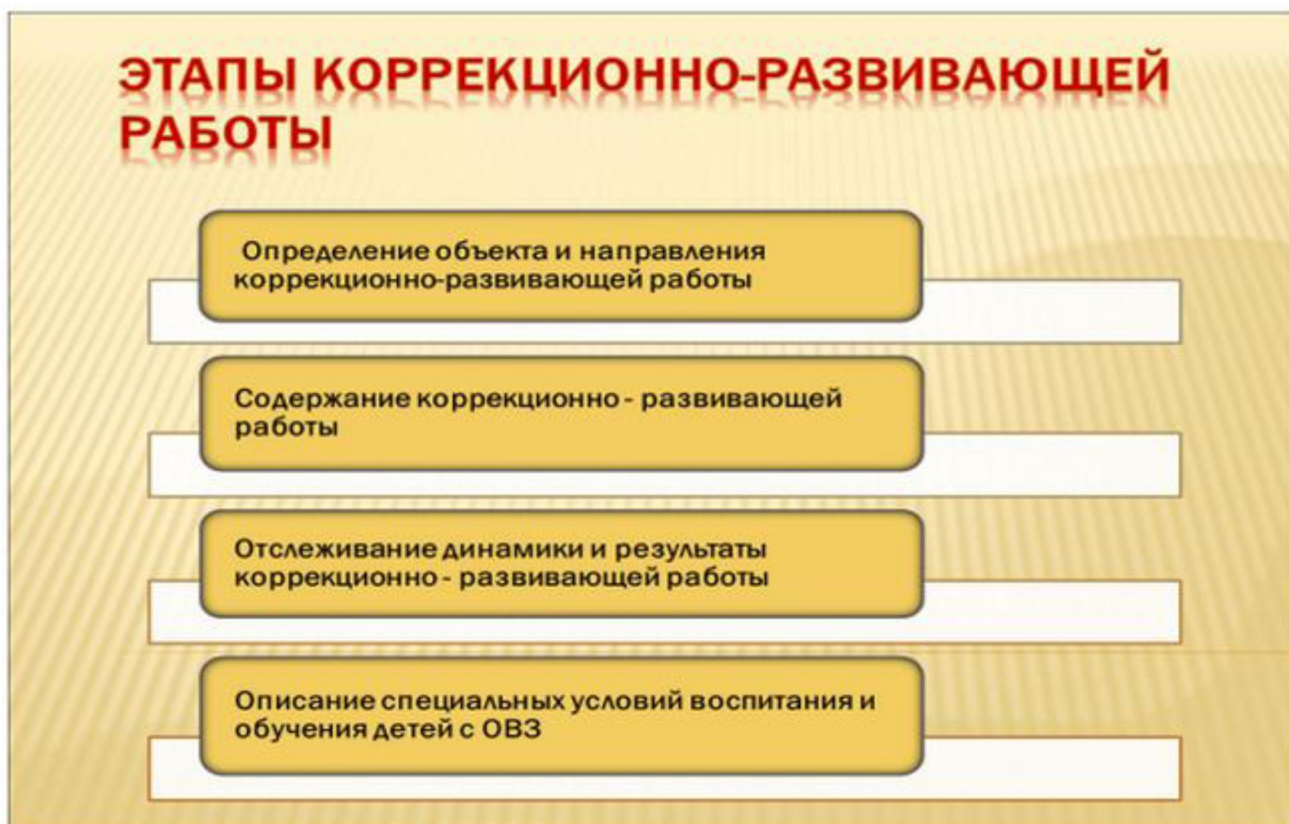 ЭТАПЫ КОРРЕКЦИОННО-РАЗВИВАЮЩЕЙ
РАБОТЫ
Определение объекта и направления
коррекционно-развивающей работы
Содержание коррекционно - развивающей
работы
Отслеживание динамики и результаты
коррекционно - развивающей работы
Описание специальных условий воспитания и
обучения детей с ОВЗ